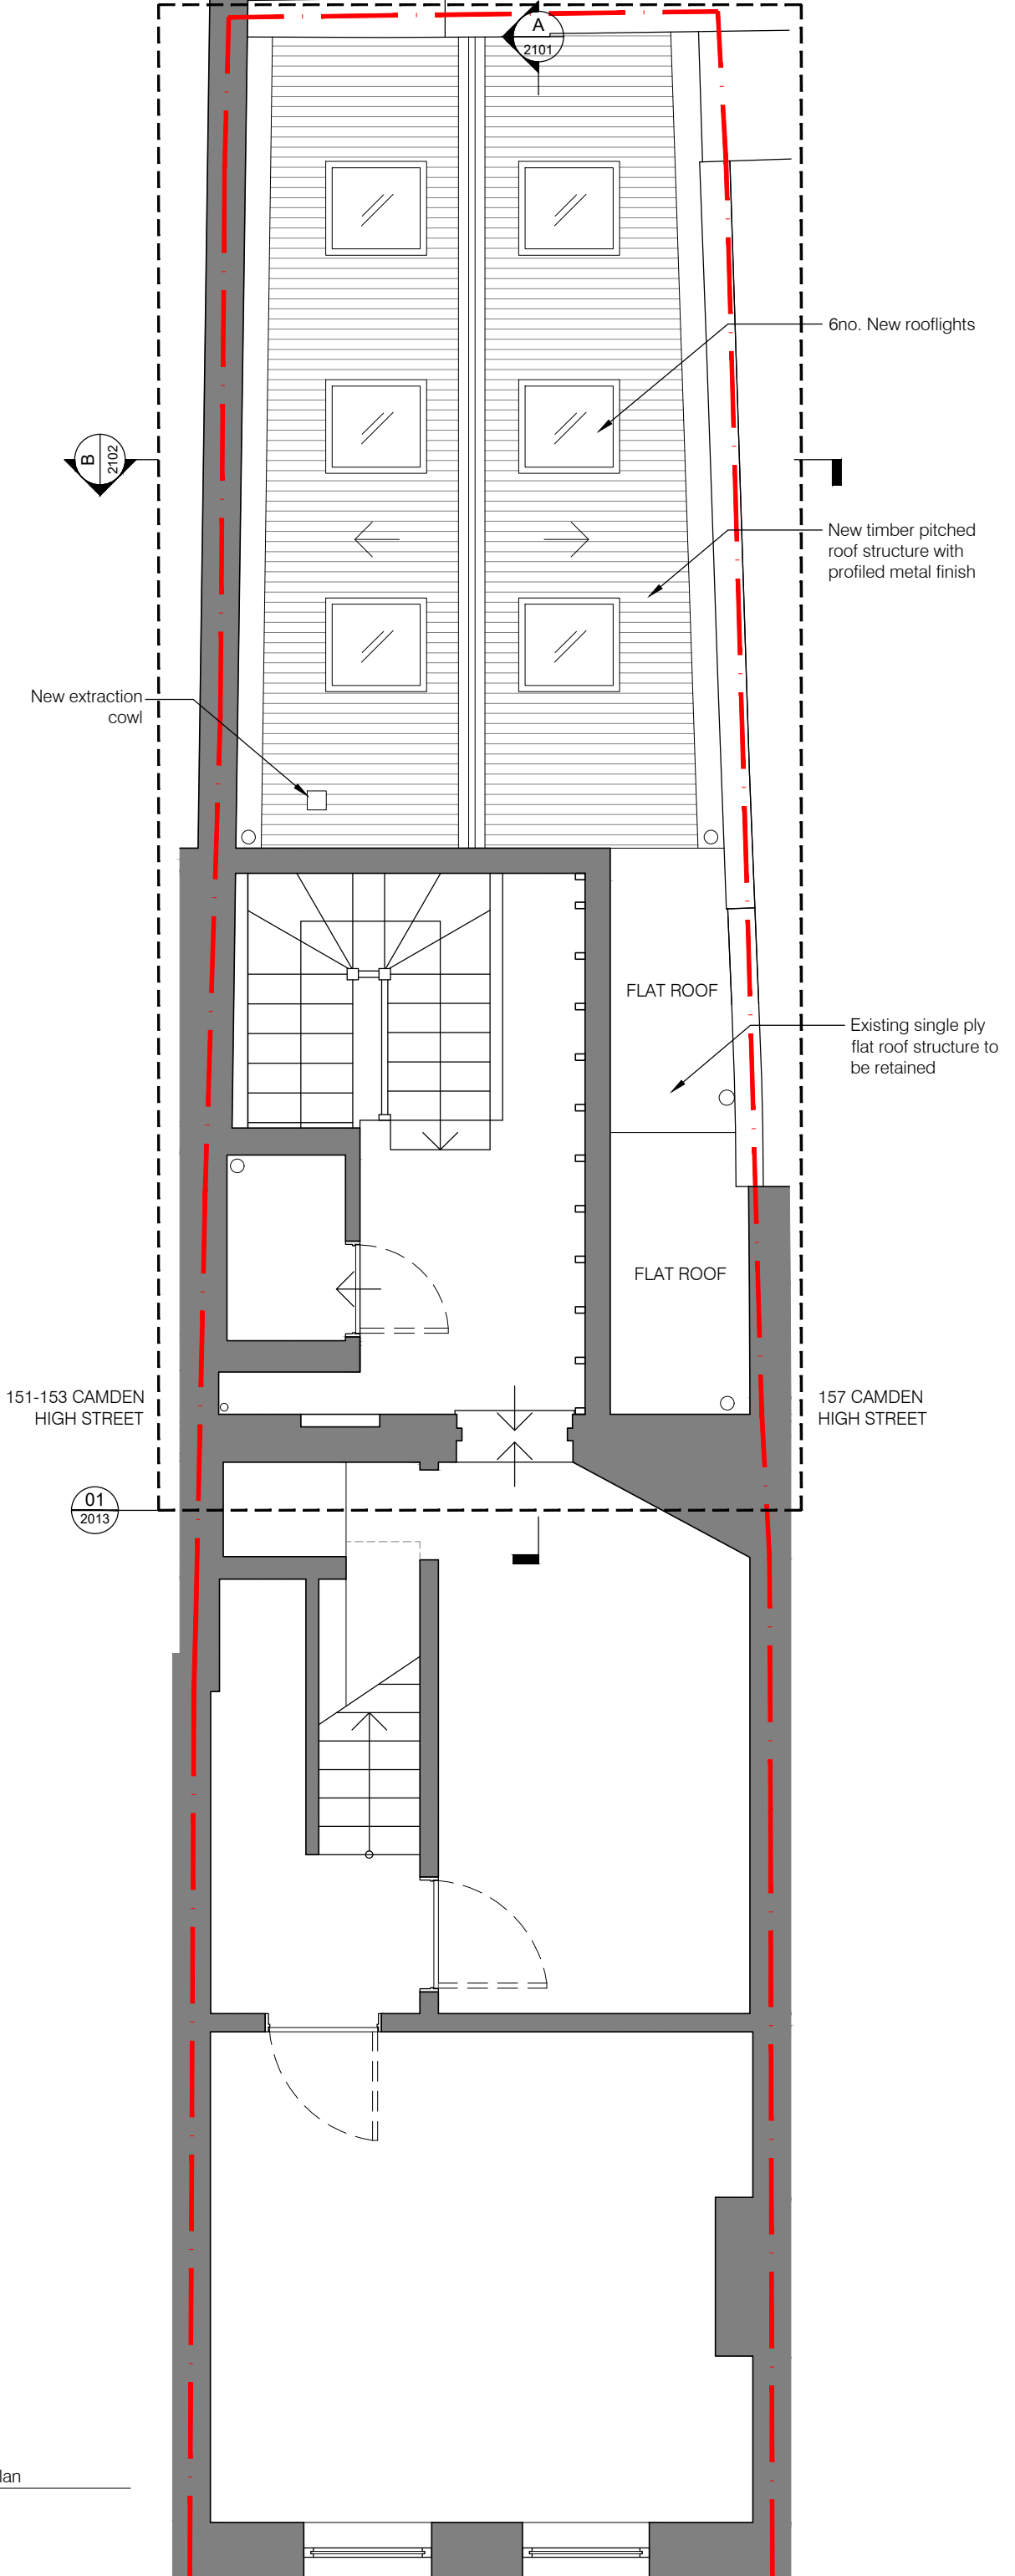 A
2101
6no. New rooflights
B
2102
New timber pitched
roof structure with
profiled metal finish
New extraction
cowl
FLAT ROOF
Existing single ply
flat roof structure to
be retained
FLAT ROOF
151-153 CAMDEN
HIGH STREET
157 CAMDEN
HIGH STREET
01
2013
lan